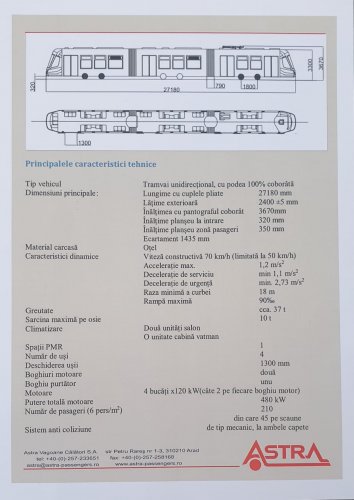 3300
3670
320
27180
790
1800
1300
Principalele caracteristici tehnice
Tip vehicul Tramvai unidirecțional, cu podea 100% coborâtă
Dimensiuni principale: Lungime cu cuplele pliate 27180 mm
Lățime exterioară 2400 ±5 mm
Înălțimea cu pantograful coborât 3670mm
Înălțime planșeu la intrare 320 mm
Înălțime planșeu zonă pasageri 350 mm
Ecartament 1435 mm
Material carcasă Oțel
Caracteristici dinamice Viteză constructivă 70 km/h (limitată la 50 km/h)
Accelerație max. 1,2 m/s²
Decelerație de serviciu min 1,1 m/s²
Decelerație de urgență min. 2,73 m/s²
Raza minimă a curbei 18 m
Rampă maximă 90‰
Greutate cca. 37 t
Sarcina maximă pe osie 10 t
Climatizare Două unități salon
O unitate cabină vatman
Spații PMR 1
Număr de uși 4
Deschiderea ușii 1300 mm
Boghiuri motoare două
Boghiu purtător unu
Motoare 4 bucăți x120 kW(câte 2 pe fiecare boghiu motor)
Putere totală motoare 480 kW
Număr de pasageri (6 pers/m²) 210
din care 45 pe scaune
Sistem anti coliziune de tip mecanic, la ambele capete
Astra Vagoane Călători S.A. str Petru Rareș nr 1-3, 310210 Arad
tel: +40-(0)-257-233651 fax: +40-(0)-257-258168
astra@astra-passengers.ro www.astra-passengers.ro
ASTRA